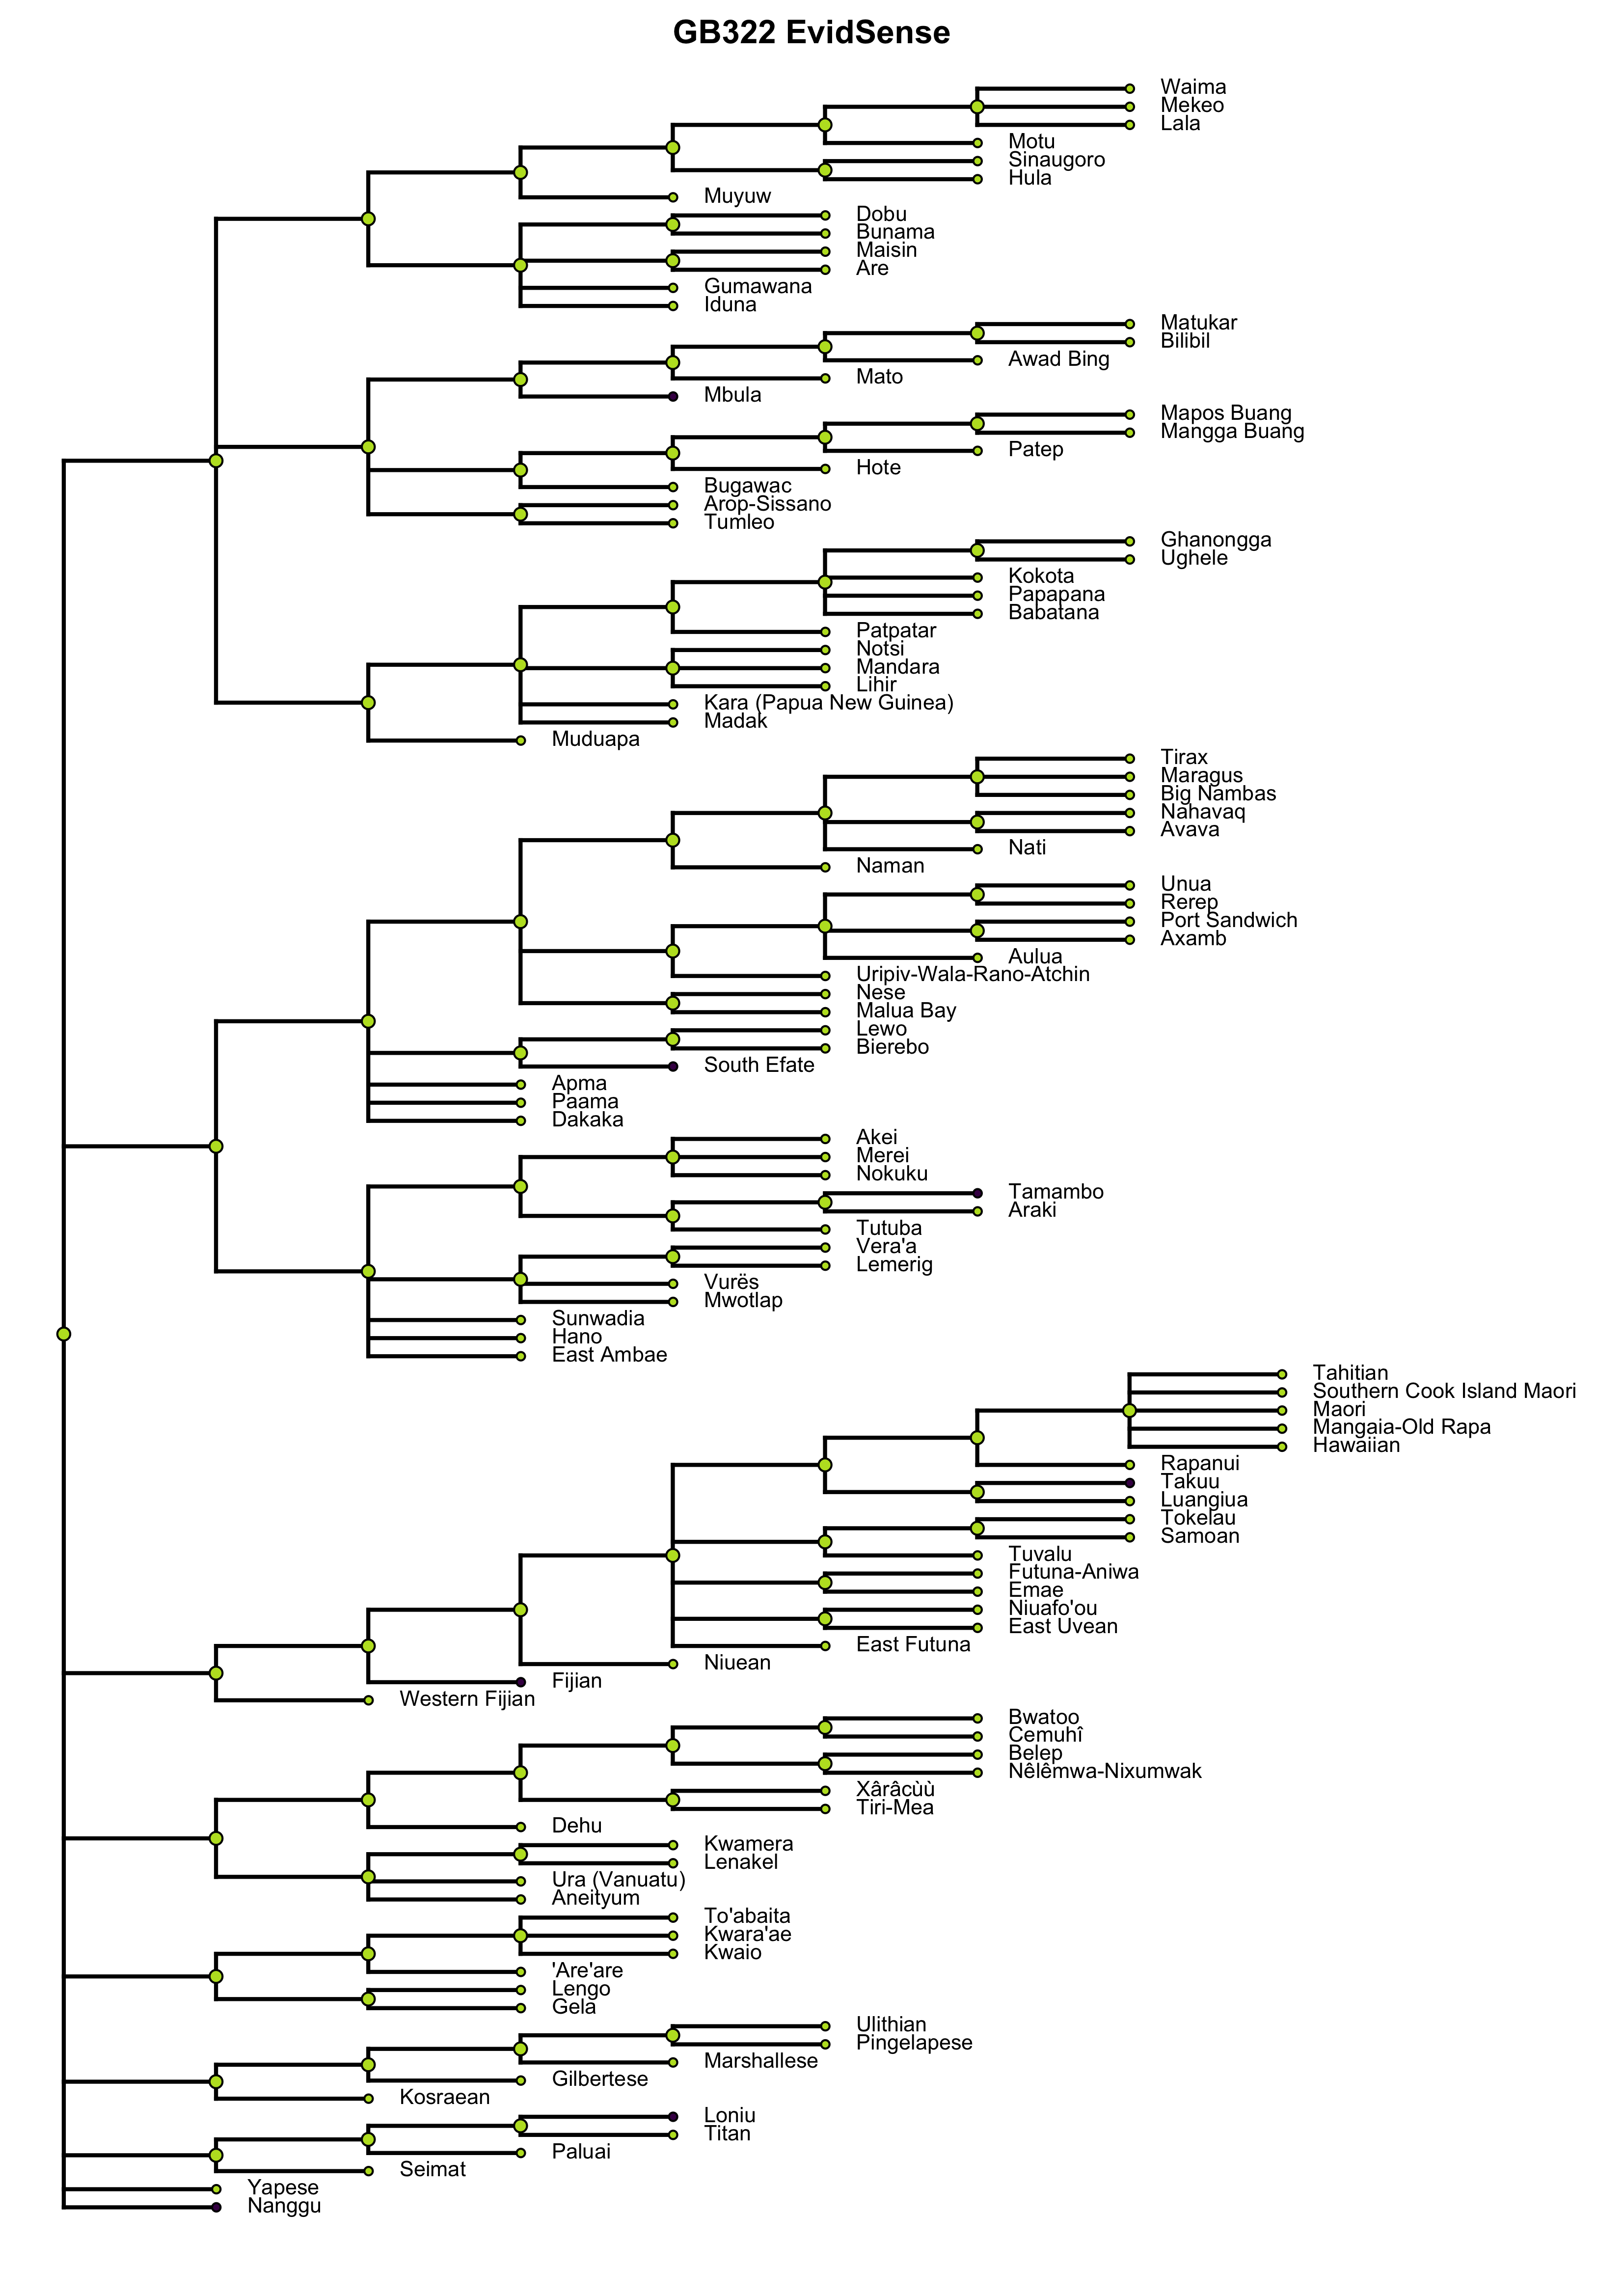 GB322 EvidSense
Waima
Mekeo
Lala
Motu
Sinaugoro
Hula
Muyuw
Dobu
Bunama
Maisin
Are
Gumawana
Iduna
Matukar
Bilibil
Awad Bing
Mato
Mbula
Mapos Buang
Mangga Buang
Patep
Hote
Bugawac
Arop-Sissano
Tumleo
Ghanongga
Ughele
Kokota
Papapana
Babatana
Patpatar
Notsi
Mandara
Lihir
Kara (Papua New Guinea)
Madak
Muduapa
Tirax
Maragus
Big Nambas
Nahavaq
Avava
Nati
Naman
Unua
Rerep
Port Sandwich
Axamb
Aulua
Uripiv-Wala-Rano-Atchin
Nese
Malua Bay
Lewo
Bierebo
South Efate
Apma
Paama
Dakaka
Akei
Merei
Nokuku
Tamambo
Araki
Tutuba
Vera'a
Lemerig
Vurës
Mwotlap
Sunwadia
Hano
East Ambae
Tahitian
Southern Cook Island Maori
Maori
Mangaia-Old Rapa
Hawaiian
Rapanui
Takuu
Luangiua
Tokelau
Samoan
Tuvalu
Futuna-Aniwa
Emae
Niuafo'ou
East Uvean
East Futuna
Niuean
Fijian
Western Fijian
Bwatoo
Cemuhî
Belep
Nêlêmwa-Nixumwak
Xârâcùù
Tiri-Mea
Dehu
Kwamera
Lenakel
Ura (Vanuatu)
Aneityum
To'abaita
Kwara'ae
Kwaio
'Are'are
Lengo
Gela
Ulithian
Pingelapese
Marshallese
Gilbertese
Kosraean
Loniu
Titan
Paluai
Seimat
Yapese
Nanggu